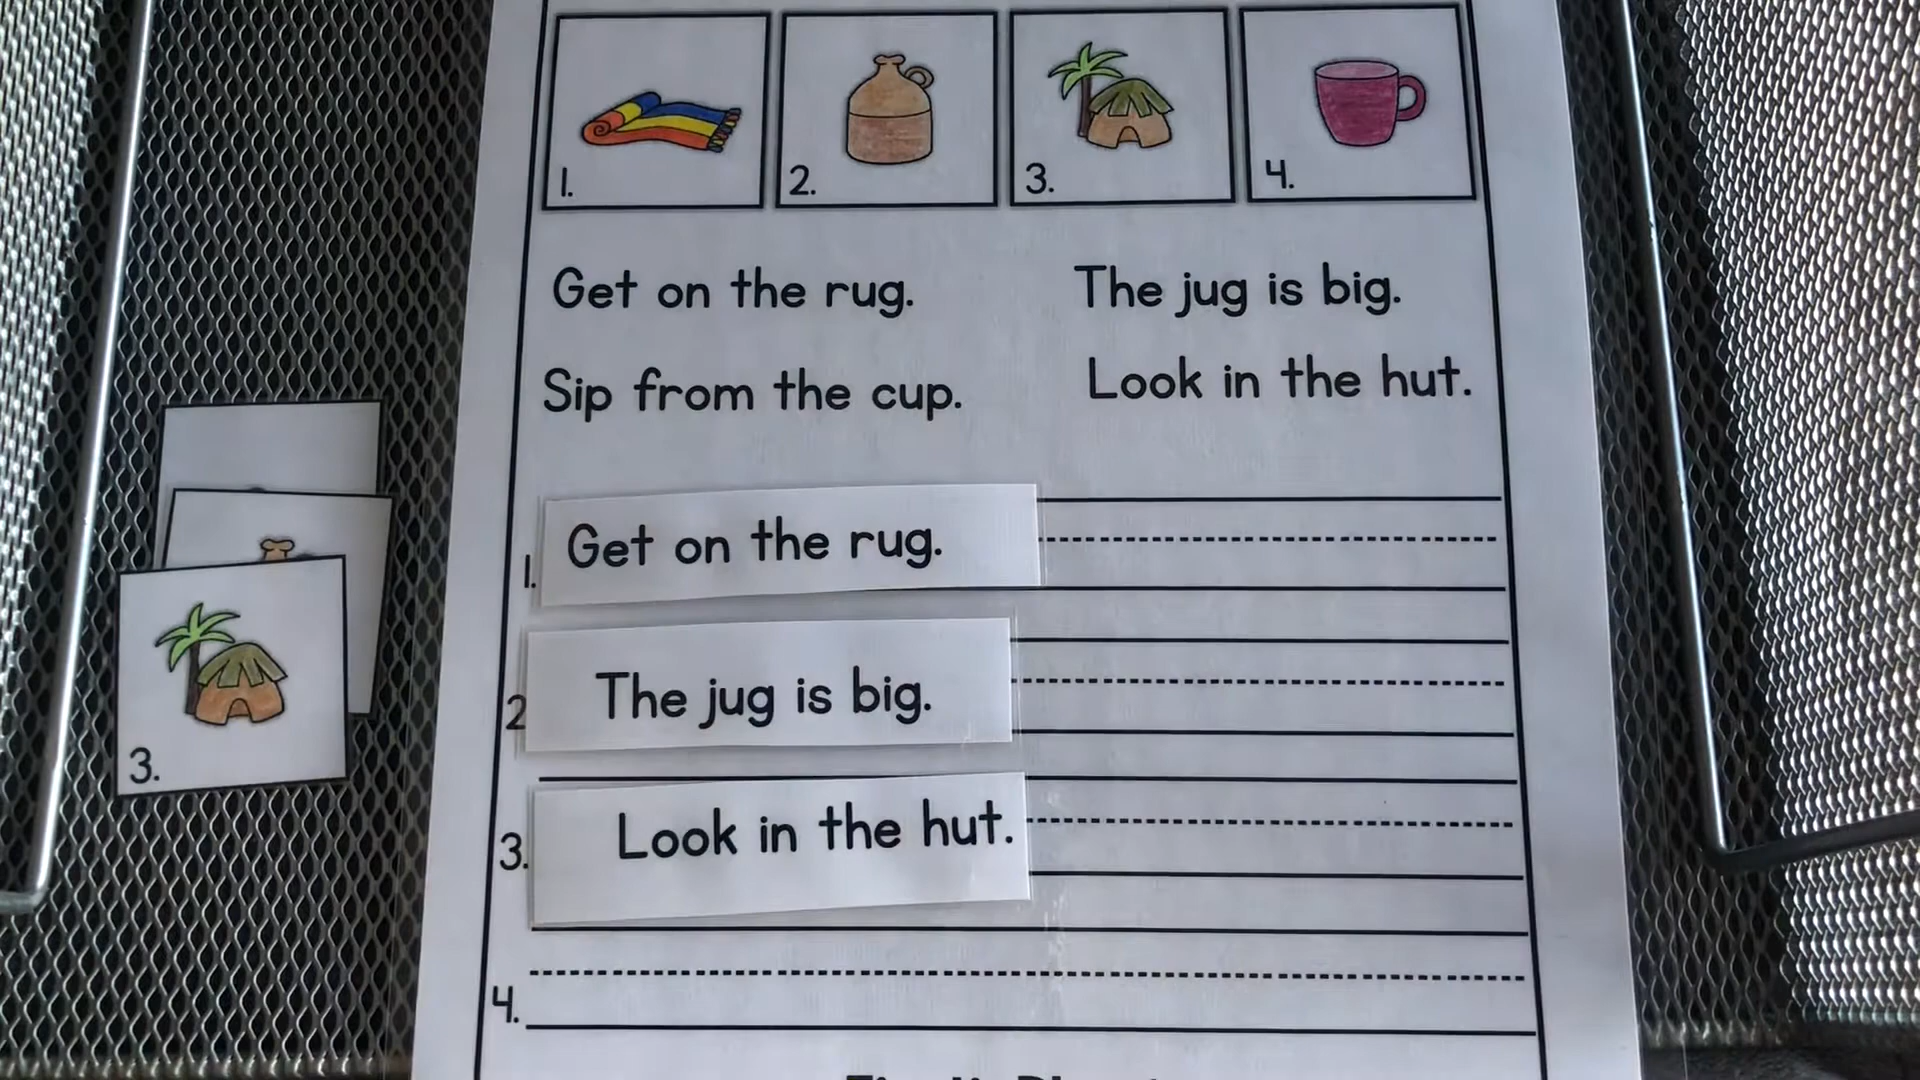 1. 2. 3. 4.
Get on the rug. The jug is big.
Sip from the cup. Look in the hut.
1. Get on the rug.
2 The jug is big.
3. Look in the hut.
3.
4.